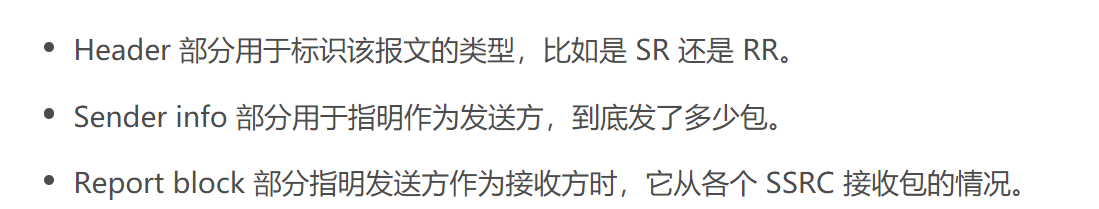 • Header 部分用于标识该报文的类型，比如是 SR 还是 RR。
• Sender info 部分用于指明作为发送方，到底发了多少包。
• Report block 部分指明发送方作为接收方时，它从各个 SSRC 接收包的情况。